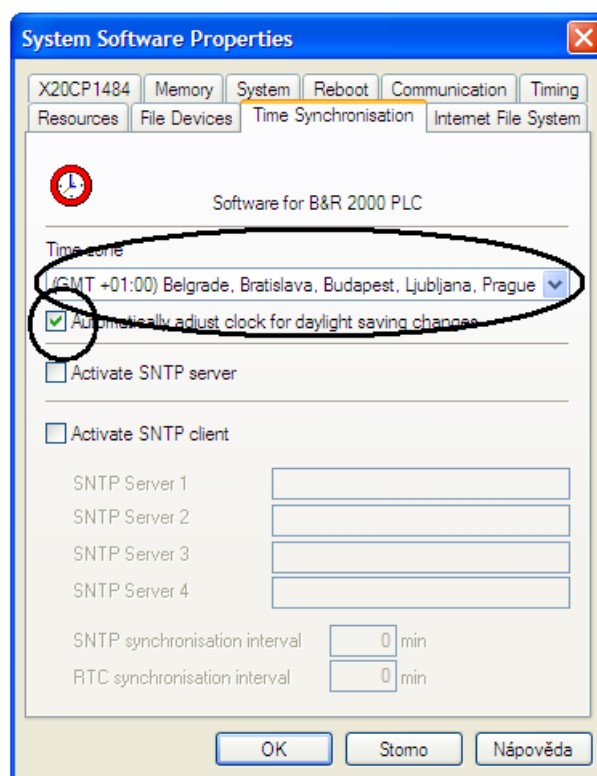 System Software Properties
X20CP1484 Memory System Reboot Communication Timing
Resources File Devices Time Synchronisation Internet File System
Software for B&R 2000 PLC
Time zone
(GMT +01:00) Belgrade, Bratislava, Budapest, Ljubljana, Prague
Automatically adjust clock for daylight saving changes
Activate SNTP server
Activate SNTP client
SNTP Server 1
SNTP Server 2
SNTP Server 3
SNTP Server 4
SNTP synchronisation interval 0 min
RTC synchronisation interval 0 min
OK Storno Nápověda